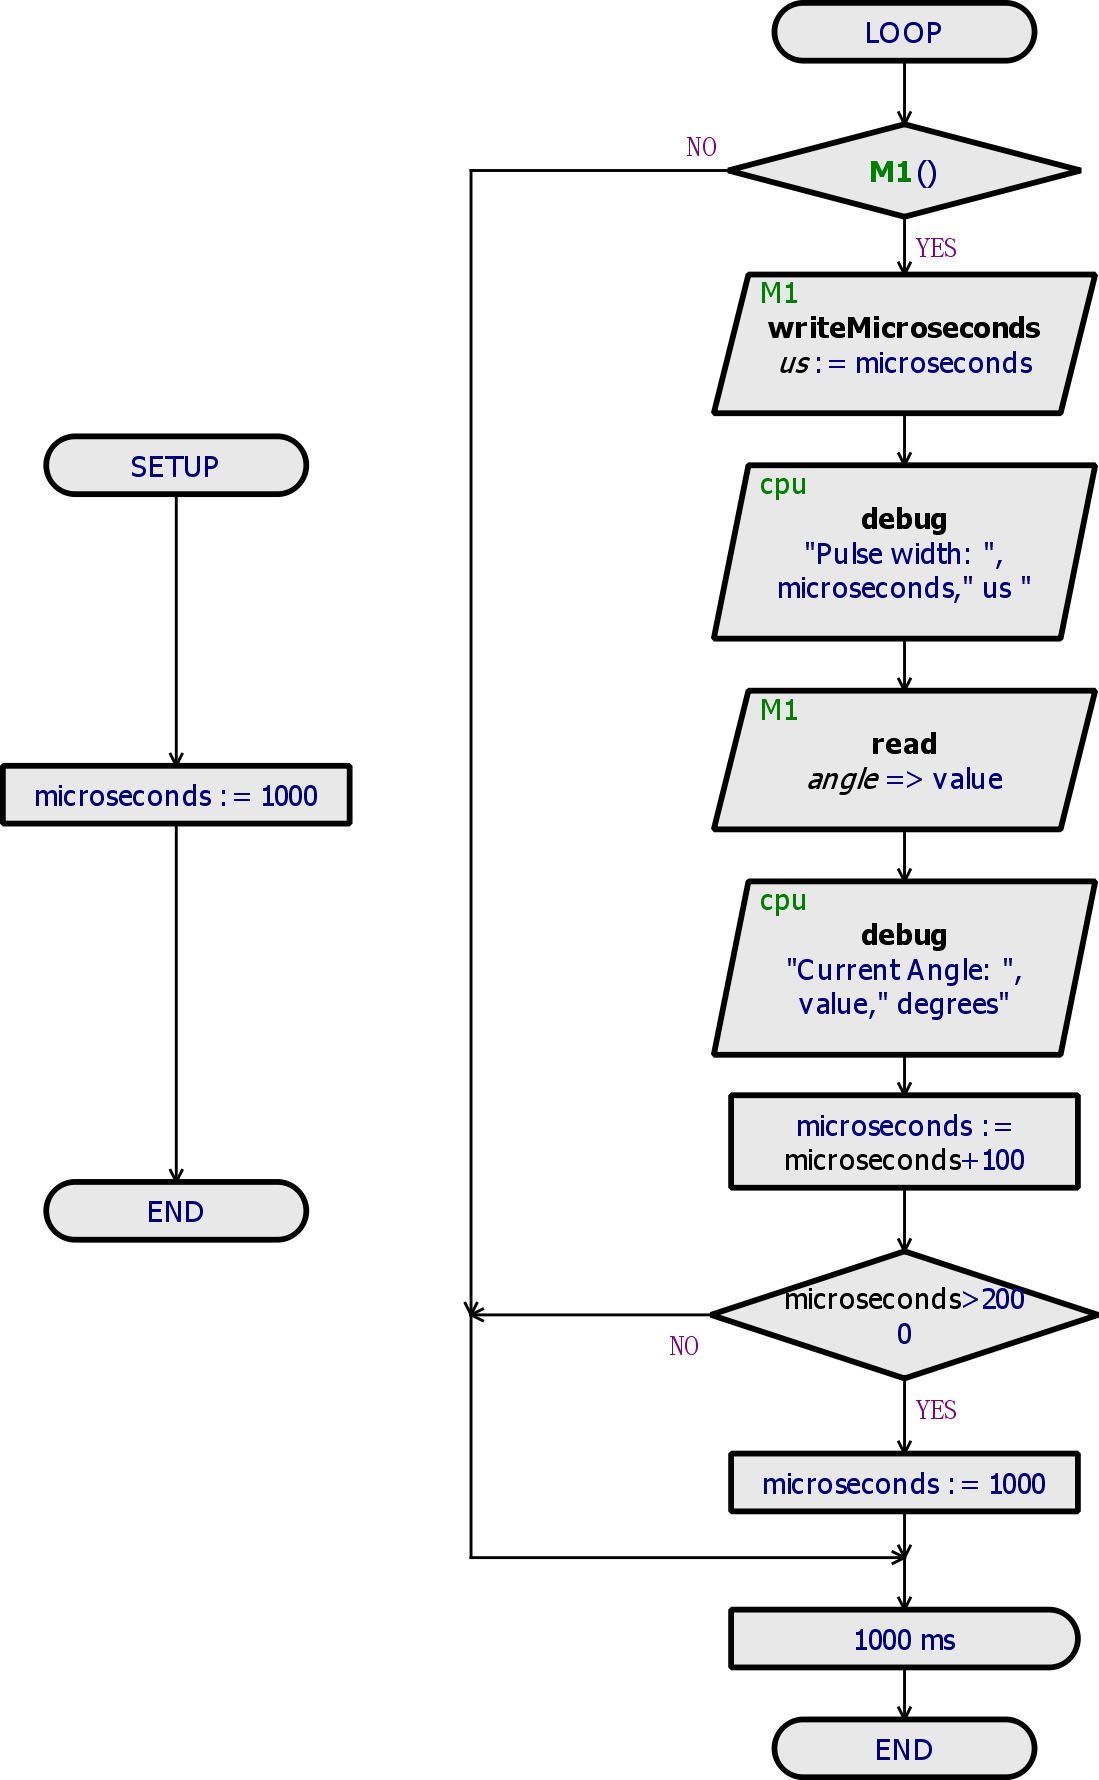 SETUP
microseconds := 1000
END
LOOP
M1()
NO
YES
M1
writeMicroseconds
us := microseconds
cpu
debug
"Pulse width: ",
microseconds," us "
M1
read
angle => value
cpu
debug
"Current Angle: ",
value," degrees"
microseconds :=
microseconds+100
microseconds>200
0
NO
YES
microseconds := 1000
1000 ms
END